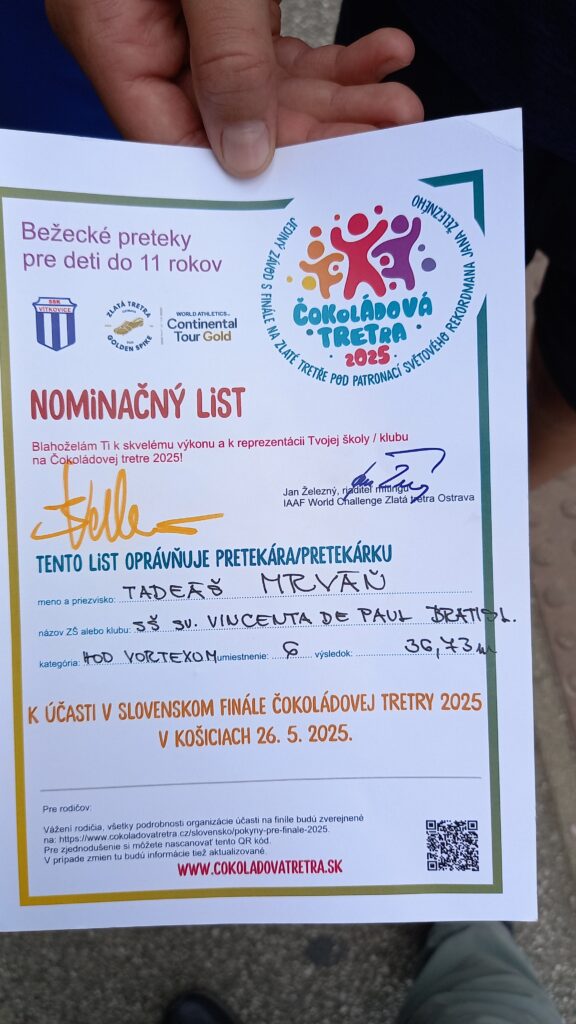 Bežecké preteky
pre deti do 11 rokov
SSK
VÍTKOVICE
ZLATÁ TRETRA
GOLDEN SPIKE
WORLD ATHLETICS
Continental
Tour Gold
JEDINÝ ZÁVOD S FINÁLE NA ZLATÉ TRETŘE POD PATRONACÍ SVĚTOVÉHO REKORDMANA JANA ŽELEZNÉHO
ČOKOLÁDOVÁ
TRETRA
2025
NOMINAČNÝ LIST
Blahoželám Ti k skvelému výkonu a k reprezentácii Tvojej školy / klubu
na Čokoládovej tretre 2025!
Jan Železný, riaditeľ mítingu
IAAF World Challenge Zlatá tretra Ostrava
TENTO LIST OPRÁVŇUJE PRETEKÁRA/PRETEKÁRKU
meno a priezvisko: TADEÁŠ MRVÁŇ
názov ZŠ alebo klubu: SŠ SV. VINCENTA DE PAUL BRATISL.
kategória: HOD VORTEXOM umiestnenie: 6 výsledok: 36,73 m
K ÚČASTI V SLOVENSKOM FINÁLE ČOKOLÁDOVEJ TRETRY 2025
V KOŠICIACH 26. 5. 2025.
Pre rodičov:
Vážení rodičia, všetky podrobnosti organizácie účasti na finíle budú zverejnené
na: https://www.cokoladovatretra.cz/slovensko/pokyny-pre-finale-2025.
Pre zjednodušenie si môžete nascanovať tento QR kód.
V prípade zmien tu budú informácie tiež aktualizované.
WWW.COKOLADOVATRETRA.SK